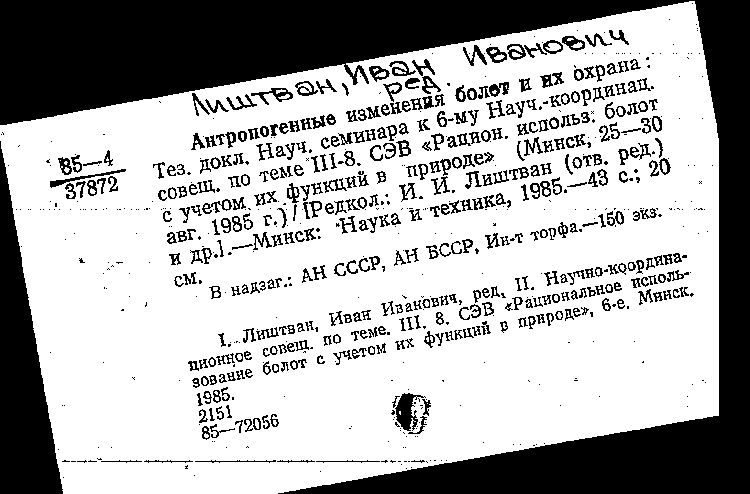 Лиштван, Иван Иванович
ред.
85—4
37872
Антропогенные изменения болот и их охрана:
Тез. докл. Науч. семинара к 6-му Науч.-координац.
совещ. по теме III-8. СЭВ «Рацион. использ. болот
с учетом их функций в природе» (Минск, 25—30
авг. 1985 г.) / [Редкол.: И. И. Лиштван (отв. ред.)
и др.].—Минск: Наука и техника, 1985.—43 с.; 20
см.
В надзаг.: АН СССР, АН БССР, Ин-т торфа.—150 экз.
I. Лиштван, Иван Иванович, ред. II. Научно-координа-
ционное совещ. по теме. III. 8. СЭВ «Рациональное исполь-
зование болот с учетом их функций в природе», 6-е. Минск.
1985.
2151
85—72056